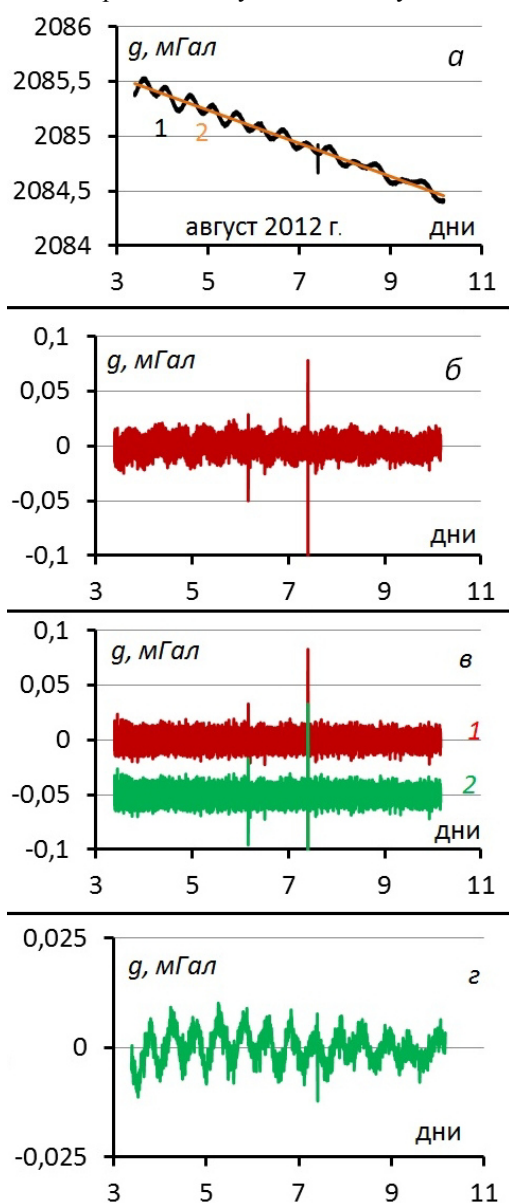 2086
g, мГал
а
2085,5
2085
1 2
2084,5
август 2012 г. дни
2084
3 5 7 9 11
0,1
g, мГал
б
0,05
0
-0,05
дни
-0,1
3 5 7 9 11
0,1
g, мГал
в
0,05
1
0
2
-0,05
дни
-0,1
3 5 7 9 11
0,025
g, мГал
г
0
дни
-0,025
3 5 7 9 11